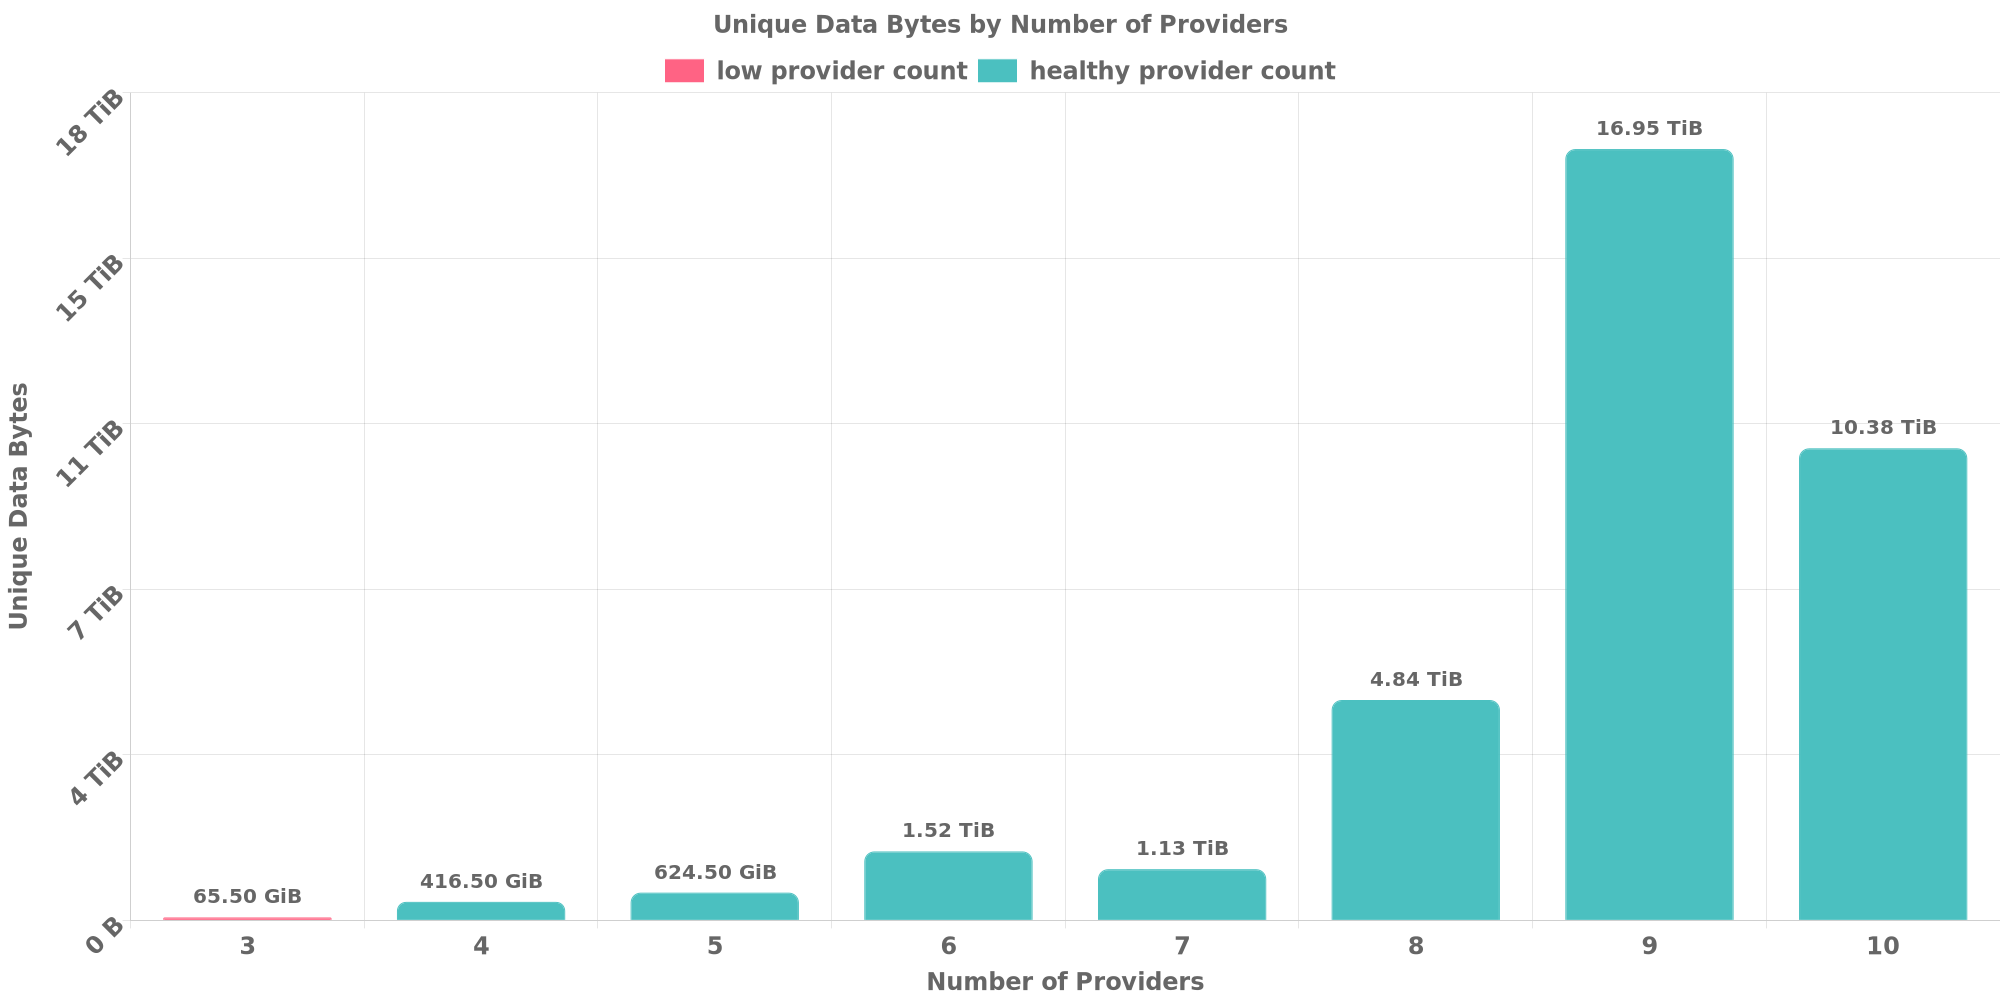 Unique Data Bytes by Number of Providers
low provider count healthy provider count
18 TiB
15 TiB
11 TiB
7 TiB
4 TiB
0 B
Unique Data Bytes
65.50 GiB
416.50 GiB
624.50 GiB
1.52 TiB
1.13 TiB
4.84 TiB
16.95 TiB
10.38 TiB
3 4 5 6 7 8 9 10
Number of Providers